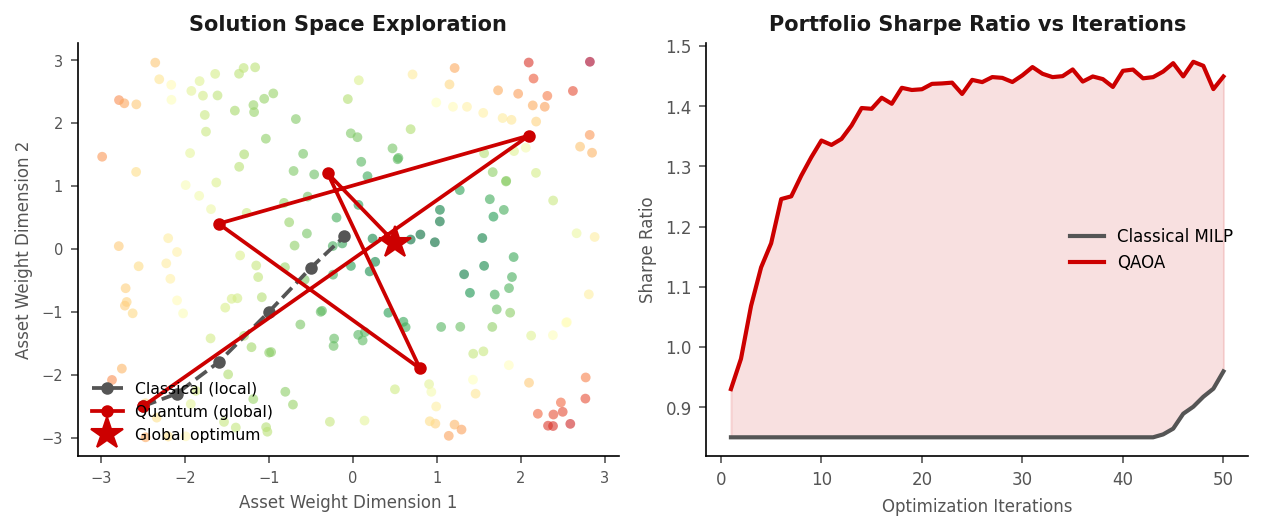 Solution Space Exploration
3
2
1
0
−1
−2
−3
Asset Weight Dimension 2
Classical (local)
Quantum (global)
Global optimum
−3 −2 −1 0 1 2 3
Asset Weight Dimension 1
Portfolio Sharpe Ratio vs Iterations
1.5
1.4
1.3
1.2
1.1
1.0
0.9
Sharpe Ratio
Classical MILP
QAOA
0 10 20 30 40 50
Optimization Iterations